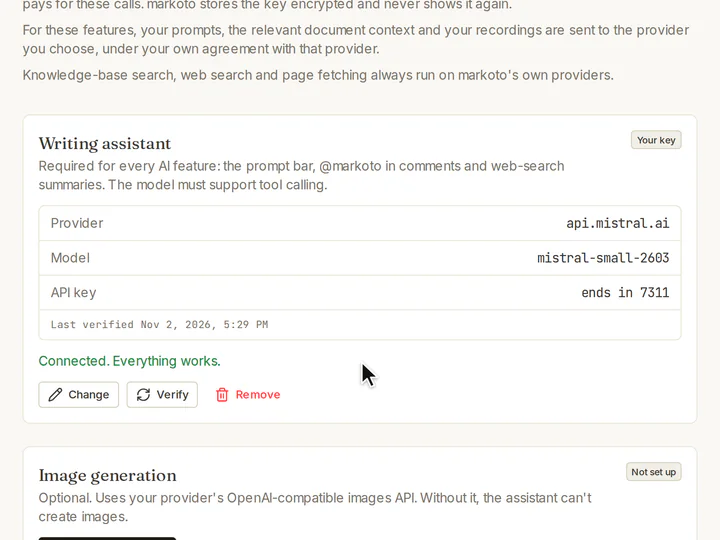 pays for these calls. markoto stores the key encrypted and never shows it again.
For these features, your prompts, the relevant document context and your recordings are sent to the provider
you choose, under your own agreement with that provider.
Knowledge-base search, web search and page fetching always run on markoto's own providers.
Writing assistant
Your key
Required for every AI feature: the prompt bar, @markoto in comments and web-search
summaries. The model must support tool calling.
Provider api.mistral.ai
Model mistral-small-2603
API key ends in 7311
Last verified Nov 2, 2026, 5:29 PM
Connected. Everything works.
Change Verify Remove
Image generation
Not set up
Optional. Uses your provider's OpenAI-compatible images API. Without it, the assistant can't
create images.